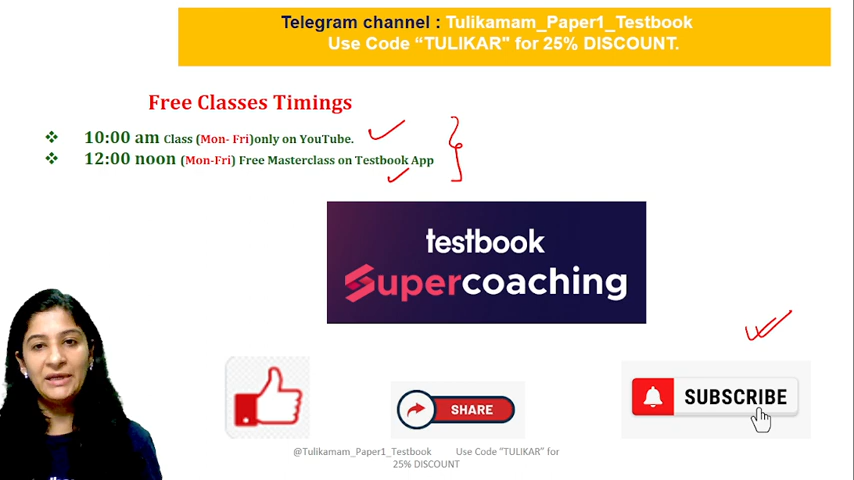 Telegram channel : Tulikamam_Paper1_Testbook
Use Code “TULIKAR" for 25% DISCOUNT.
Free Classes Timings
❖ 10:00 am Class (Mon- Fri)only on YouTube.
❖ 12:00 noon (Mon-Fri) Free Masterclass on Testbook App
testbook
Supercoaching
SHARE
SUBSCRIBE
@Tulikamam_Paper1_Testbook Use Code “TULIKAR” for
25% DISCOUNT